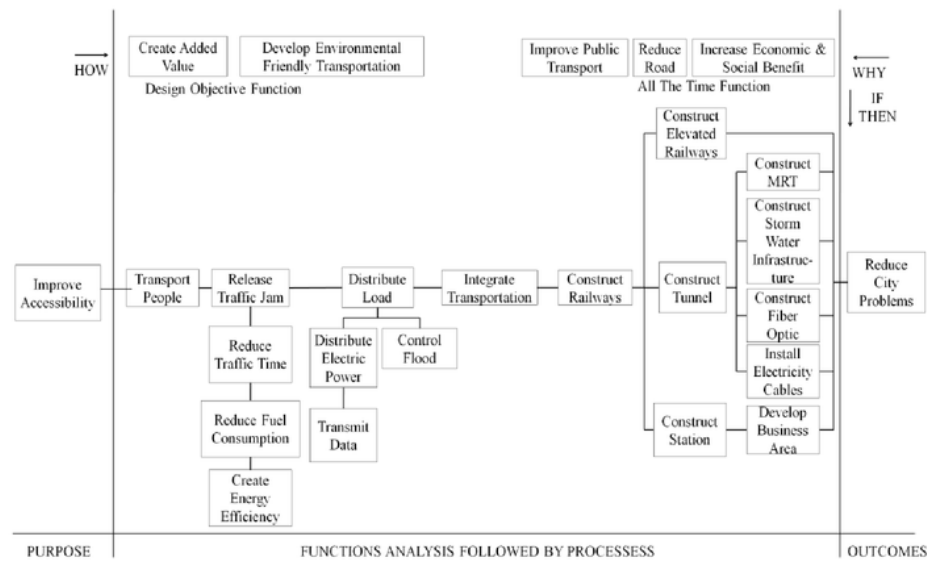 HOW
Create Added
Value
Develop Environmental
Friendly Transportation
Design Objective Function
Improve Public
Transport
Reduce
Road
Increase Economic &
Social Benefit
All The Time Function
WHY
IF
THEN
Improve
Accessibility
Transport
People
Release
Traffic Jam
Reduce
Traffic Time
Reduce Fuel
Consumption
Create
Energy
Efficiency
Distribute
Load
Distribute
Electric
Power
Control
Flood
Transmit
Data
Integrate
Transportation
Construct
Railways
Construct
Elevated
Railways
Construct
Tunnel
Construct
Station
Construct
MRT
Construct
Storm
Water
Infrastruc-
ture
Construct
Fiber
Optic
Install
Electricity
Cables
Develop
Business
Area
Reduce
City
Problems
PURPOSE
FUNCTIONS ANALYSIS FOLLOWED BY PROCESSESS
OUTCOMES